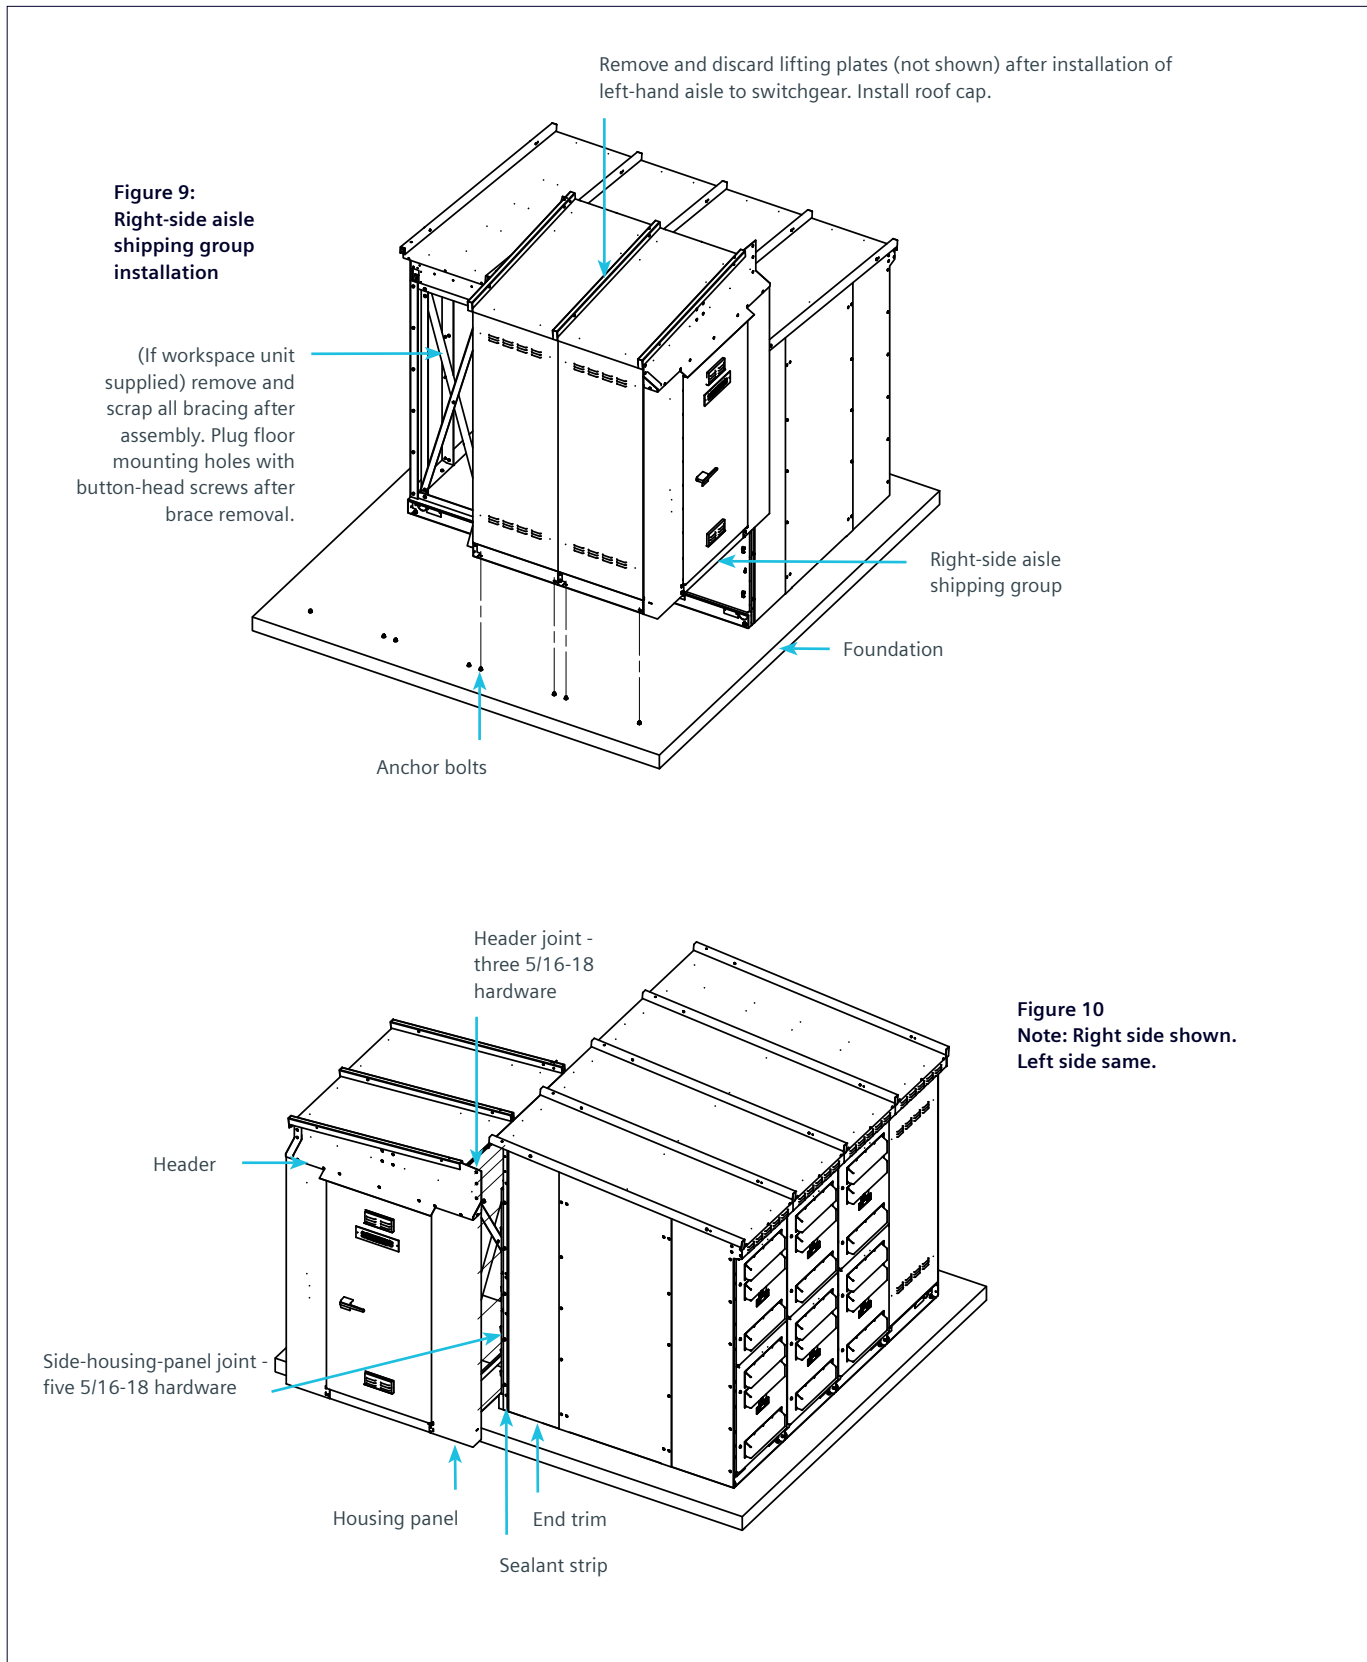 Remove and discard lifting plates (not shown) after installation of
left-hand aisle to switchgear. Install roof cap.
Figure 9:
Right-side aisle
shipping group
installation
(If workspace unit
supplied) remove and
scrap all bracing after
assembly. Plug floor
mounting holes with
button-head screws after
brace removal.
Right-side aisle
shipping group
Foundation
Anchor bolts
Header joint -
three 5/16-18
hardware
Figure 10
Note: Right side shown.
Left side same.
Header
Side-housing-panel joint -
five 5/16-18 hardware
Housing panel
End trim
Sealant strip